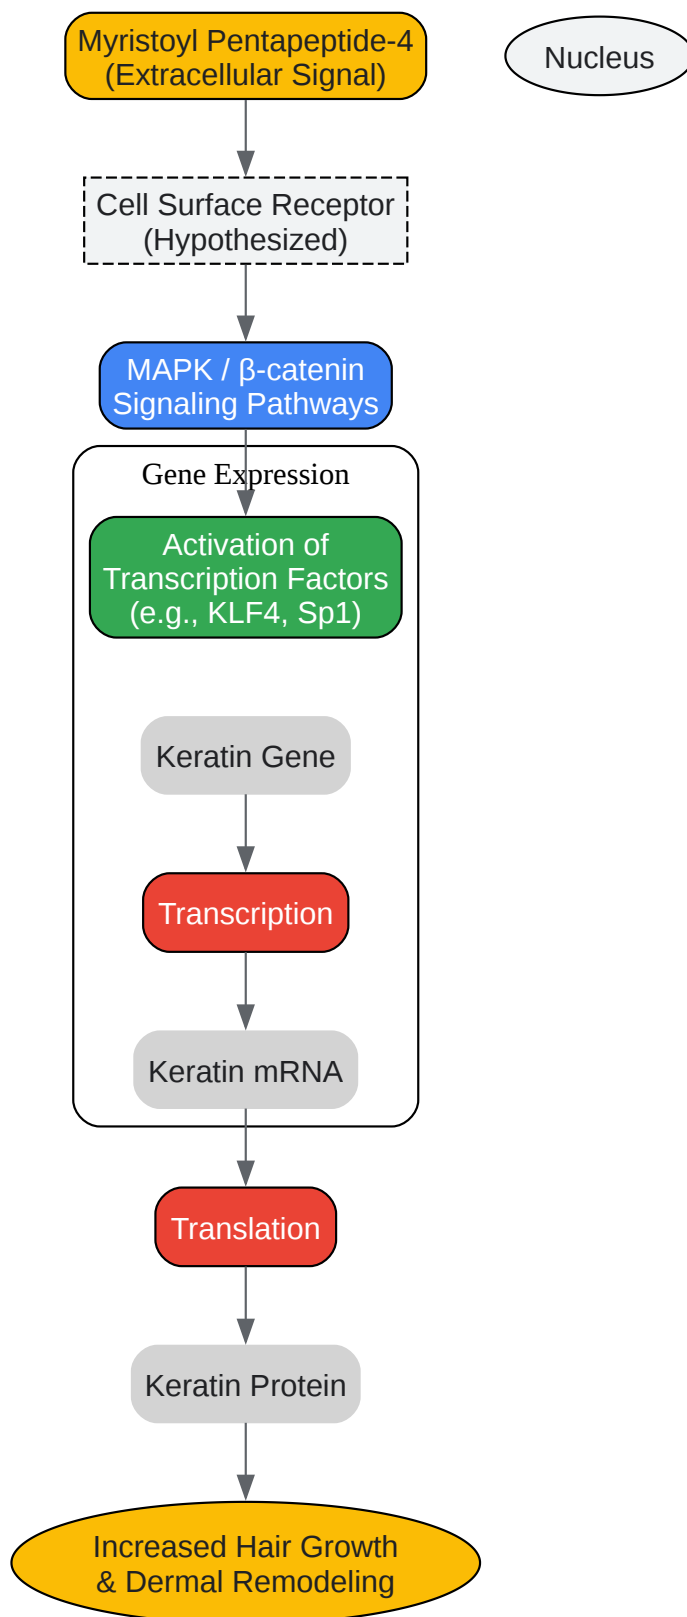 Myristoyl Pentapeptide-4
(Extracellular Signal)
Nucleus
Cell Surface Receptor
(Hypothesized)
MAPK / β-catenin
Signaling Pathways
Gene Expression
Activation of
Transcription Factors
(e.g., KLF4, Sp1)
Keratin Gene
Transcription
Keratin mRNA
Translation
Keratin Protein
Increased Hair Growth
& Dermal Remodeling